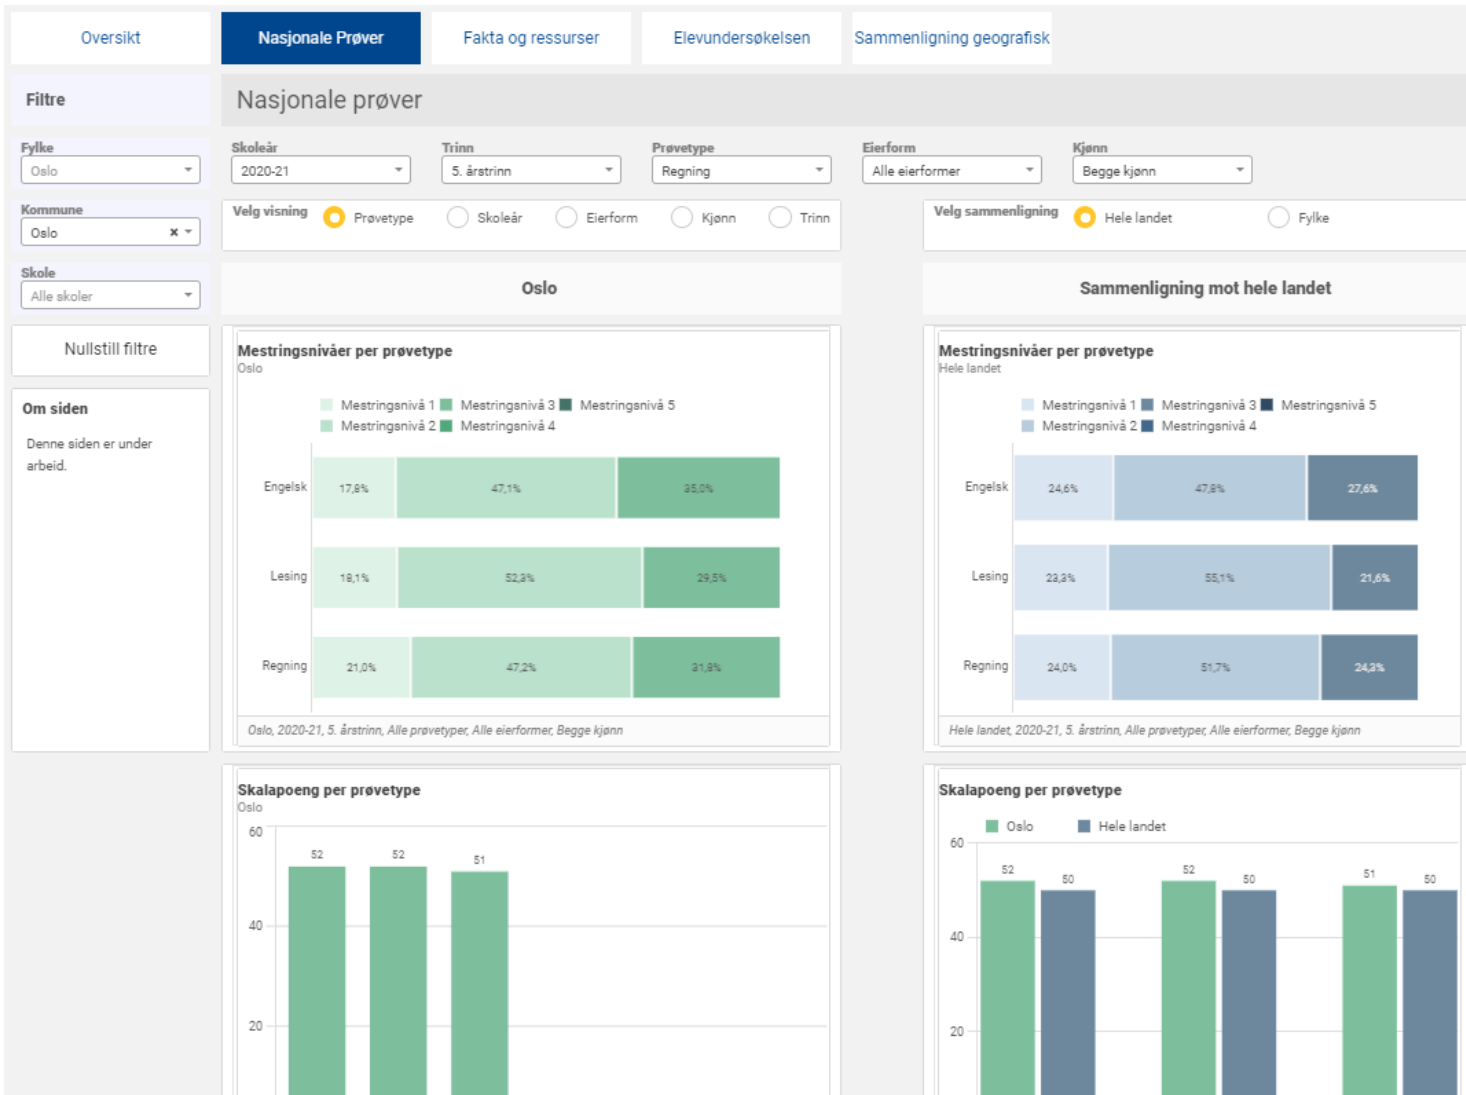 Oversikt
Nasjonale Prøver
Fakta og ressurser
Elevundersøkelsen
Sammenligning geografisk
Filtre
Nasjonale prøver
Fylke
Oslo
Kommune
Oslo
×
Skole
Alle skoler
Nullstill filtre
Om siden
Denne siden er under
arbeid.
Skoleår
2020-21
Trinn
5. årstrinn
Prøvetype
Regning
Eierform
Alle eierformer
Kjønn
Begge kjønn
Velg visning
Prøvetype
Skoleår
Eierform
Kjønn
Trinn
Velg sammenligning
Hele landet
Fylke
Oslo
Mestringsnivåer per prøvetype
Oslo
Mestringsnivå 1 Mestringsnivå 3 Mestringsnivå 5
Mestringsnivå 2 Mestringsnivå 4
Engelsk 17,8% 47,1% 35,0%
Lesing 18,1% 52,3% 29,5%
Regning 21,0% 47,2% 31,8%
Oslo, 2020-21, 5. årstrinn, Alle prøvetyper, Alle eierformer, Begge kjønn
Sammenligning mot hele landet
Mestringsnivåer per prøvetype
Hele landet
Mestringsnivå 1 Mestringsnivå 3 Mestringsnivå 5
Mestringsnivå 2 Mestringsnivå 4
Engelsk 24,6% 47,8% 27,6%
Lesing 23,3% 55,1% 21,6%
Regning 24,0% 51,7% 24,3%
Hele landet, 2020-21, 5. årstrinn, Alle prøvetyper, Alle eierformer, Begge kjønn
Skalapoeng per prøvetype
Oslo
60
52 52 51
40
20
Skalapoeng per prøvetype
Oslo Hele landet
60
52 50 52 50 51 50
40
20